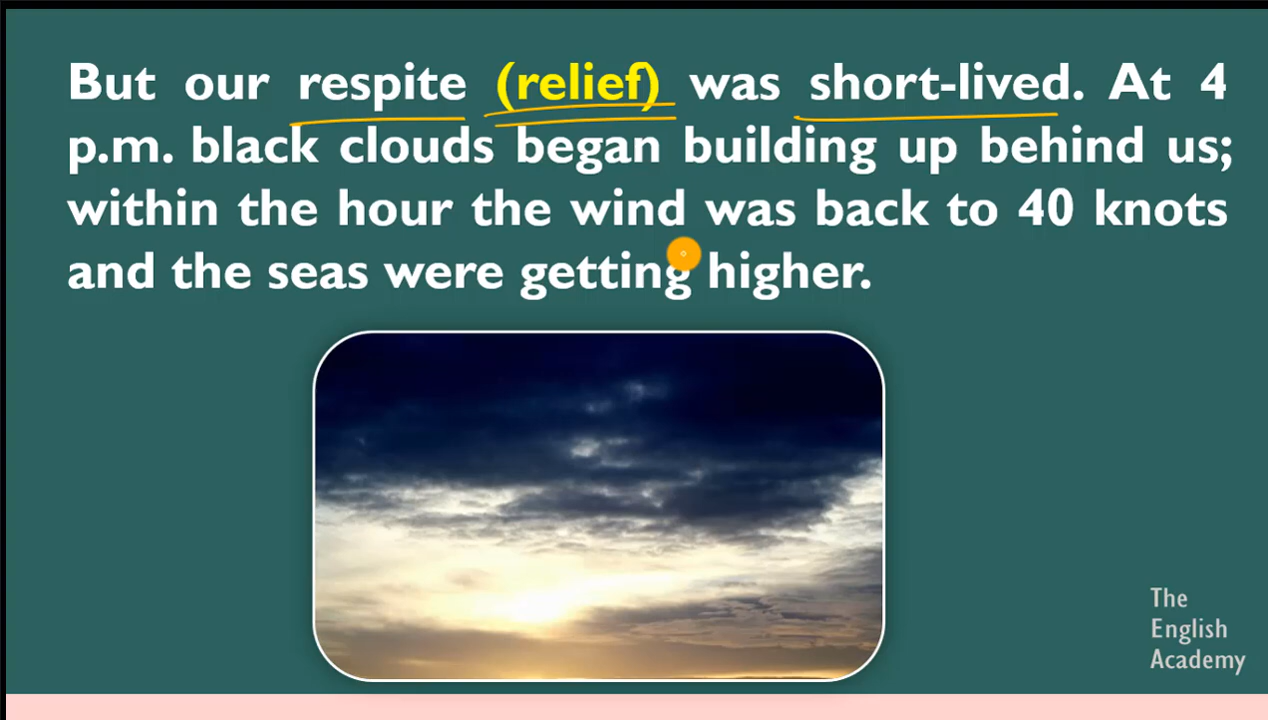 But our respite (relief) was short-lived. At 4
p.m. black clouds began building up behind us;
within the hour the wind was back to 40 knots
and the seas were getting higher.
The
English
Academy